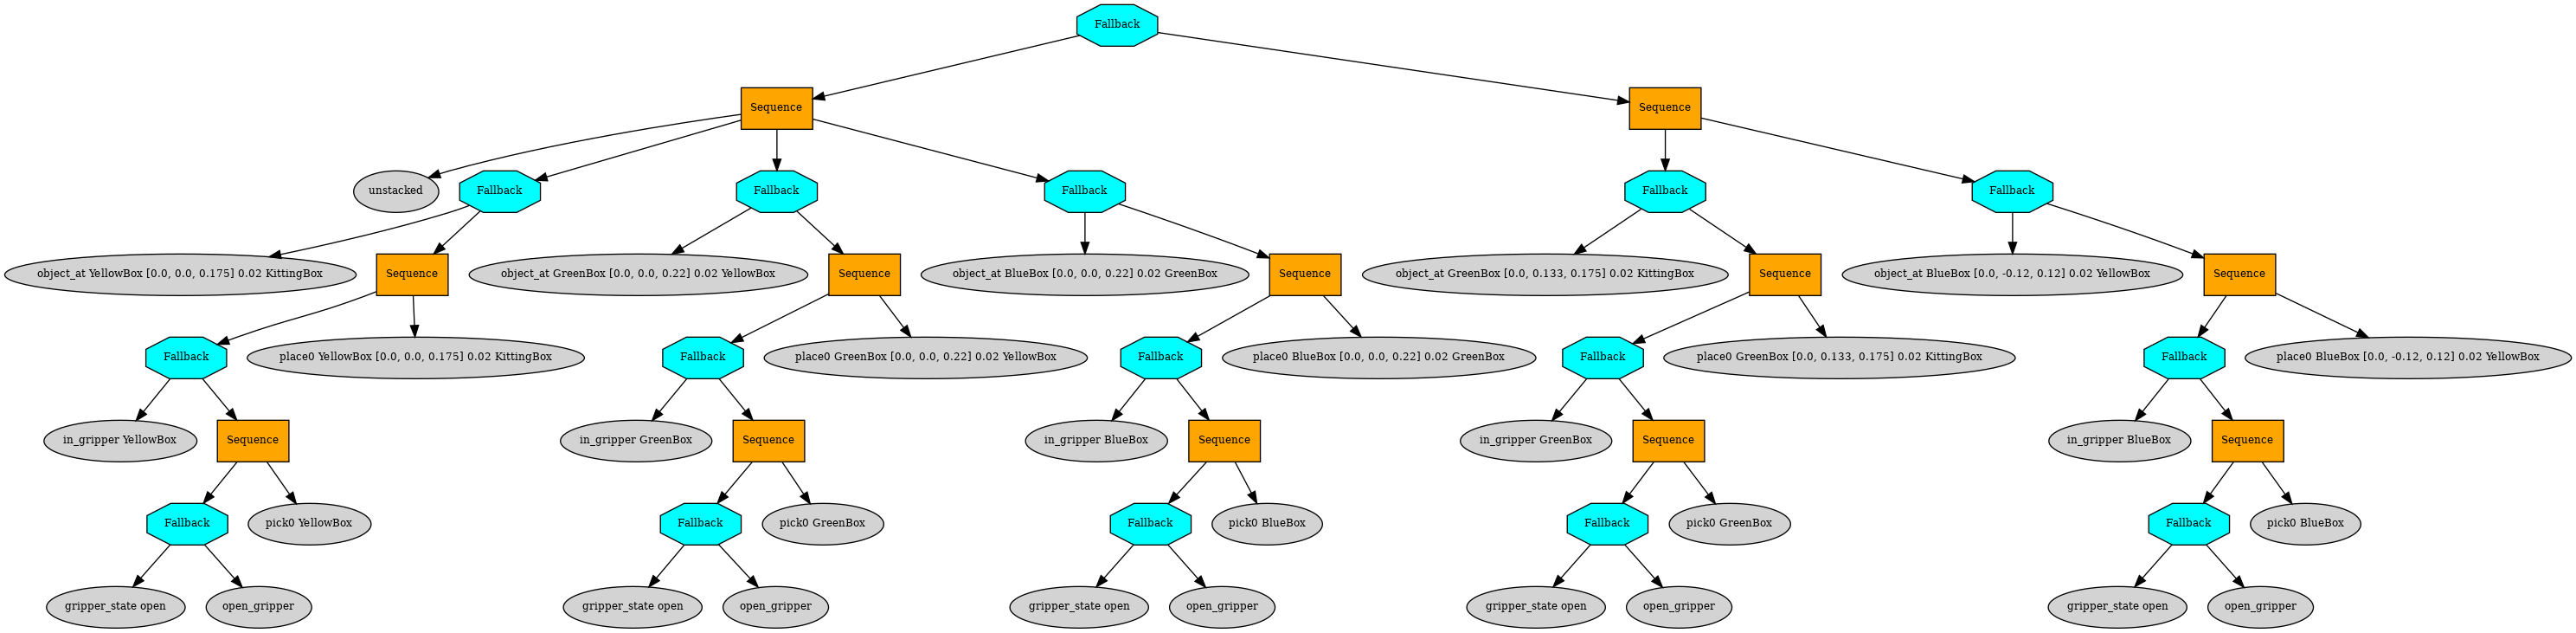 Fallback
Sequence
Sequence
unstacked
Fallback
Fallback
Fallback
Fallback
Fallback
object_at YellowBox [0.0, 0.0, 0.175] 0.02 KittingBox
Sequence
object_at GreenBox [0.0, 0.0, 0.22] 0.02 YellowBox
Sequence
object_at BlueBox [0.0, 0.0, 0.22] 0.02 GreenBox
Sequence
object_at GreenBox [0.0, 0.133, 0.175] 0.02 KittingBox
Sequence
object_at BlueBox [0.0, -0.12, 0.12] 0.02 YellowBox
Sequence
Fallback
place0 YellowBox [0.0, 0.0, 0.175] 0.02 KittingBox
Fallback
place0 GreenBox [0.0, 0.0, 0.22] 0.02 YellowBox
Fallback
place0 BlueBox [0.0, 0.0, 0.22] 0.02 GreenBox
Fallback
place0 GreenBox [0.0, 0.133, 0.175] 0.02 KittingBox
Fallback
place0 BlueBox [0.0, -0.12, 0.12] 0.02 YellowBox
in_gripper YellowBox
Sequence
in_gripper GreenBox
Sequence
in_gripper BlueBox
Sequence
in_gripper GreenBox
Sequence
in_gripper BlueBox
Sequence
Fallback
pick0 YellowBox
Fallback
pick0 GreenBox
Fallback
pick0 BlueBox
Fallback
pick0 GreenBox
Fallback
pick0 BlueBox
gripper_state open
open_gripper
gripper_state open
open_gripper
gripper_state open
open_gripper
gripper_state open
open_gripper
gripper_state open
open_gripper